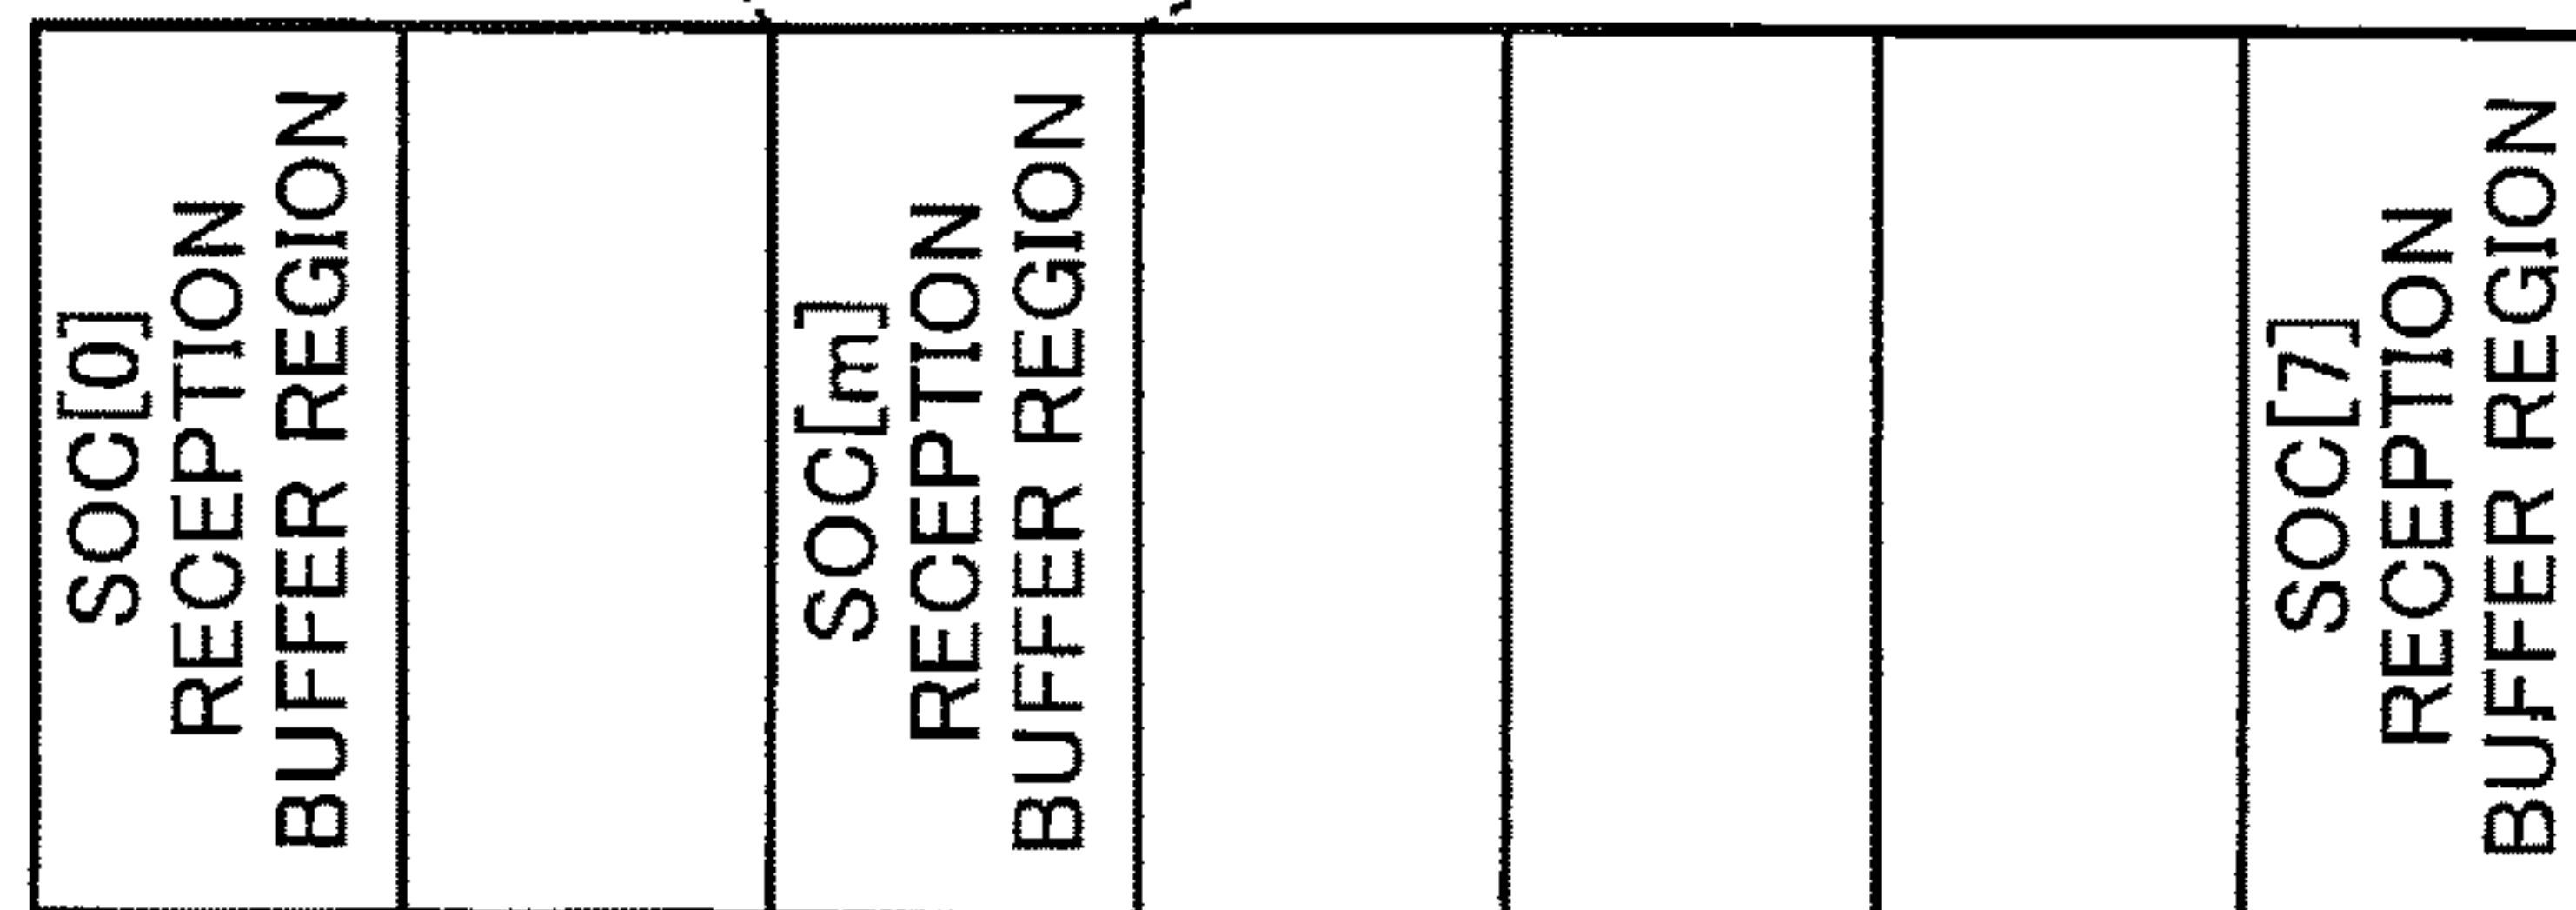 SOC[0]
RECEPTION
BUFFER REGION
SOC[m]
RECEPTION
BUFFER REGION
SOC[7]
RECEPTION
BUFFER REGION